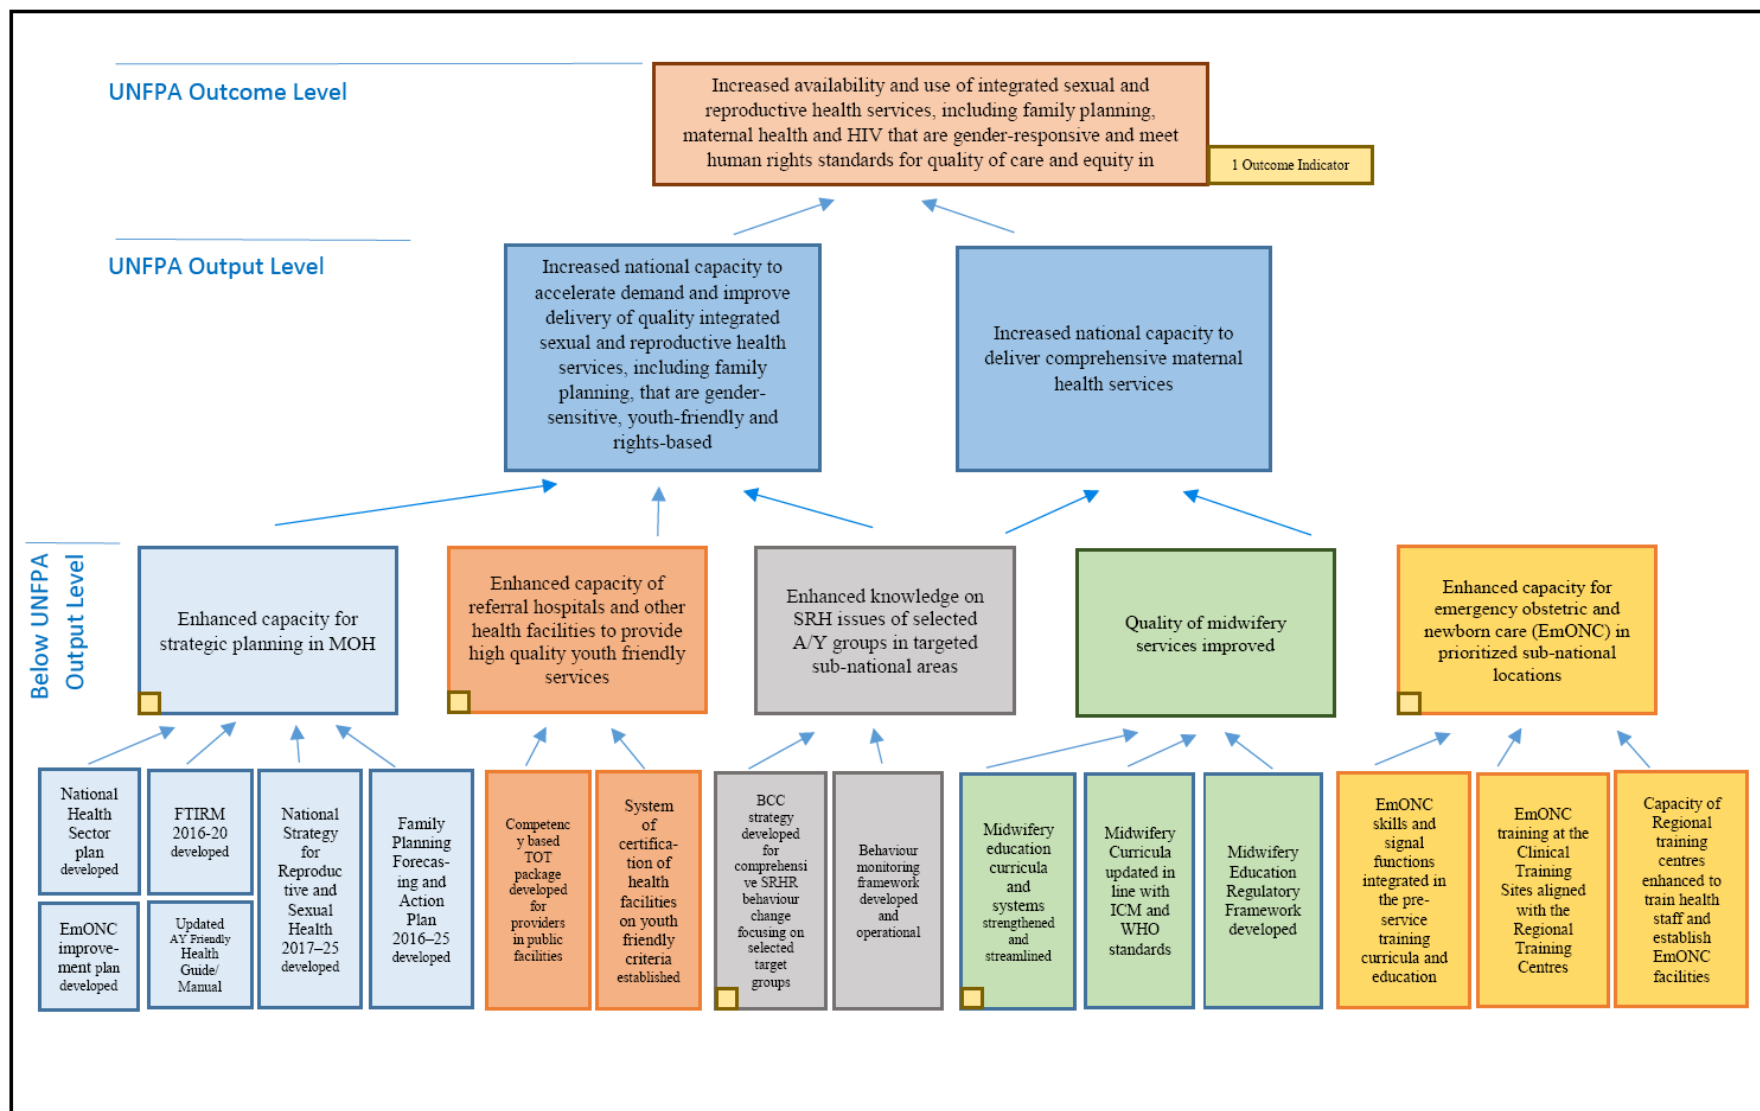 UNFPA Outcome Level
Increased availability and use of integrated sexual and
reproductive health services, including family planning,
maternal health and HIV that are gender-responsive and meet
human rights standards for quality of care and equity in
1 Outcome Indicator
UNFPA Output Level
Increased national capacity to
accelerate demand and improve
delivery of quality integrated
sexual and reproductive health
services, including family
planning, that are gender-
sensitive, youth-friendly and
rights-based
Increased national capacity to
deliver comprehensive maternal
health services
Below UNFPA
Output Level
Enhanced capacity for
strategic planning in MOH
Enhanced capacity of
referral hospitals and other
health facilities to provide
high quality youth friendly
services
Enhanced knowledge on
SRH issues of selected
A/Y groups in targeted
sub-national areas
Quality of midwifery
services improved
Enhanced capacity for
emergency obstetric and
newborn care (EmONC) in
prioritized sub-national
locations
National
Health
Sector
plan
developed
EmONC
improve-
ment plan
developed
FTIRM
2016-20
developed
Updated
AY Friendly
Health
Guide/
Manual
National
Strategy
for
Reproduc
tive and
Sexual
Health
2017–25
developed
Family
Planning
Forecas-
ing and
Action
Plan
2016–25
developed
Competenc
y based
TOT
package
developed
for
providers
in public
facilities
System
of
certifica-
tion of
health
facilities
on youth
friendly
criteria
established
BCC
strategy
developed
for
comprehensi
ve SRHR
behaviour
change
focusing on
selected
target
groups
Behaviour
monitoring
framework
developed
and
operational
Midwifery
education
curricula
and
systems
strengthened
and
streamlined
Midwifery
Curricula
updated in
line with
ICM and
WHO
standards
Midwifery
Education
Regulatory
Framework
developed
EmONC
skills and
signal
functions
integrated in
the pre-
service
training
curricula and
education
EmONC
training at the
Clinical
Training
Sites aligned
with the
Regional
Training
Centres
Capacity of
Regional
training
centres
enhanced to
train health
staff and
establish
EmONC
facilities